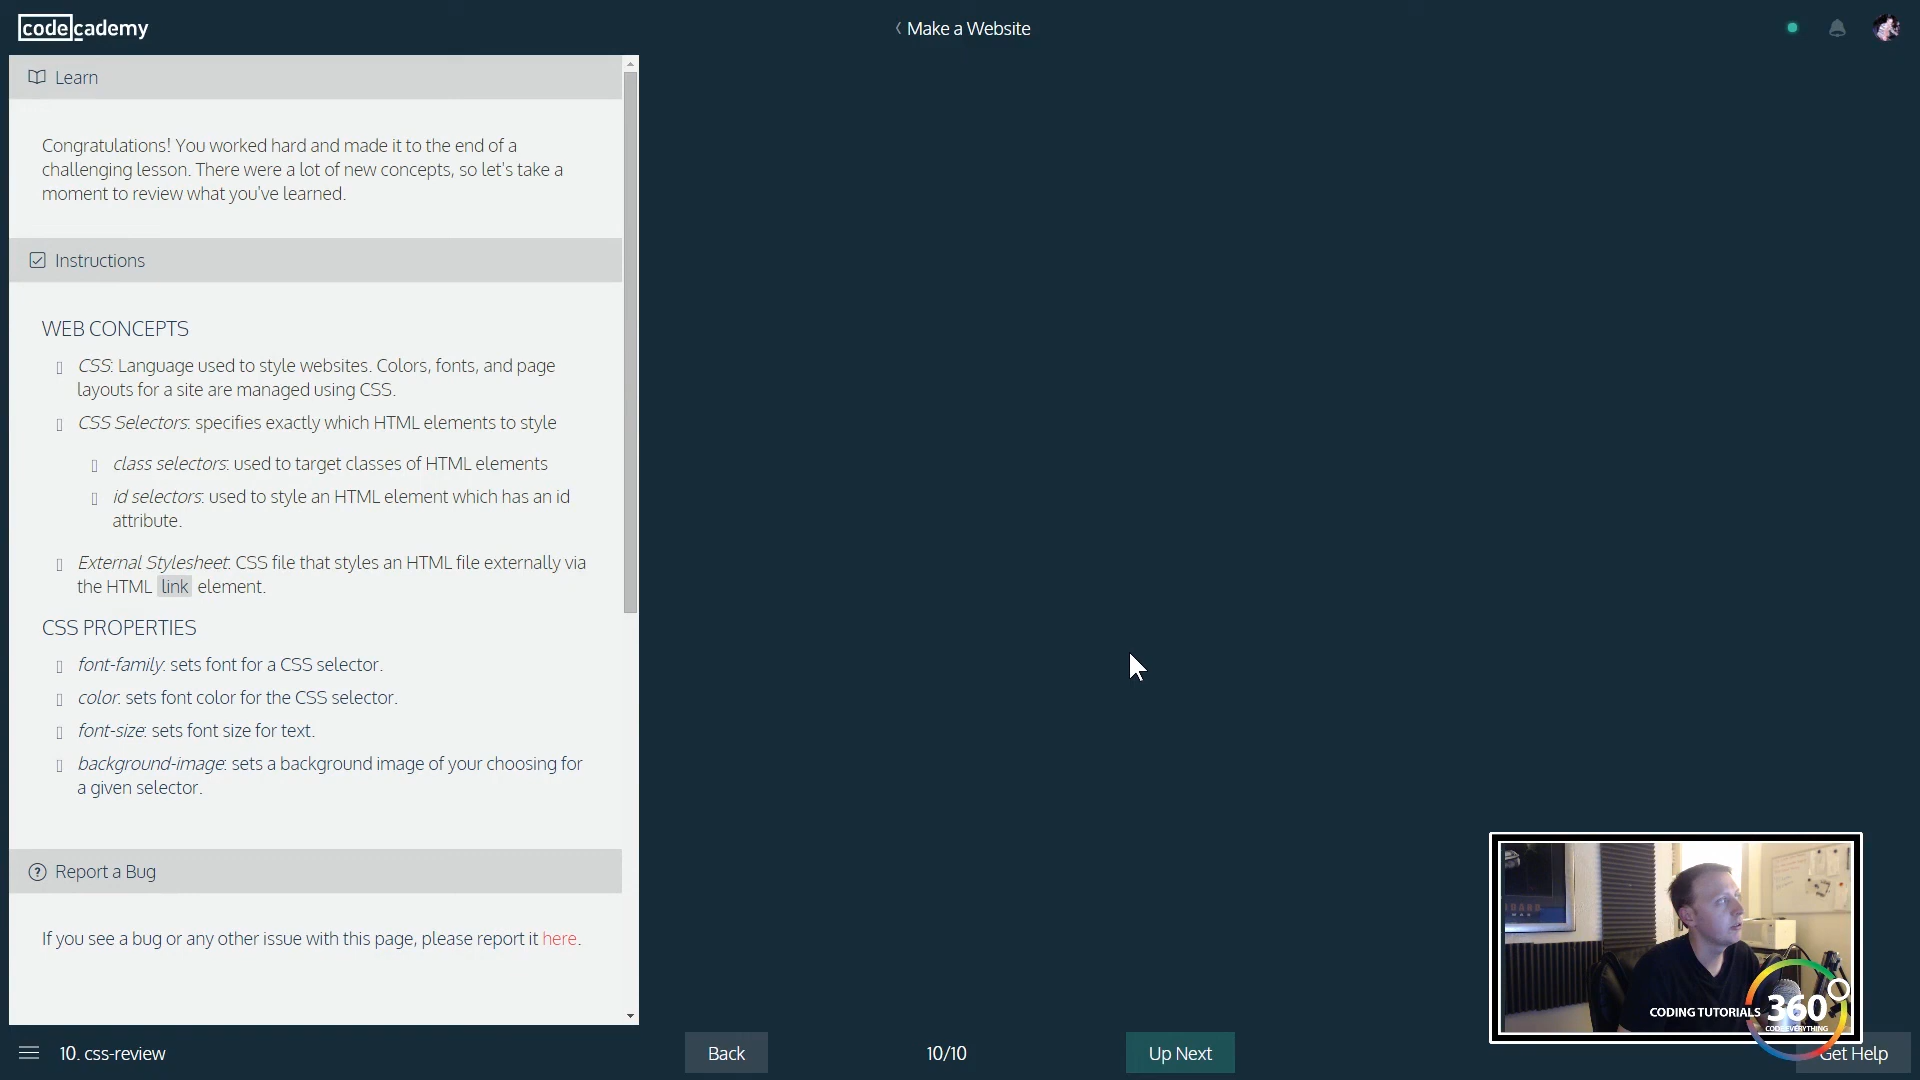 codecademy
Make a Website
Learn
Congratulations! You worked hard and made it to the end of a
challenging lesson. There were a lot of new concepts, so let's take a
moment to review what you've learned.
Instructions
WEB CONCEPTS
CSS: Language used to style websites. Colors, fonts, and page
layouts for a site are managed using CSS.
CSS Selectors: specifies exactly which HTML elements to style
class selectors: used to target classes of HTML elements
id selectors: used to style an HTML element which has an id
attribute.
External Stylesheet: CSS file that styles an HTML file externally via
the HTML link element.
CSS PROPERTIES
font-family: sets font for a CSS selector.
color: sets font color for the CSS selector.
font-size: sets font size for text.
background-image: sets a background image of your choosing for
a given selector.
Report a Bug
If you see a bug or any other issue with this page, please report it here.
CODING TUTORIALS 360
CODEEVERYTHING
10. css-review
Back
10/10
Up Next
Get Help